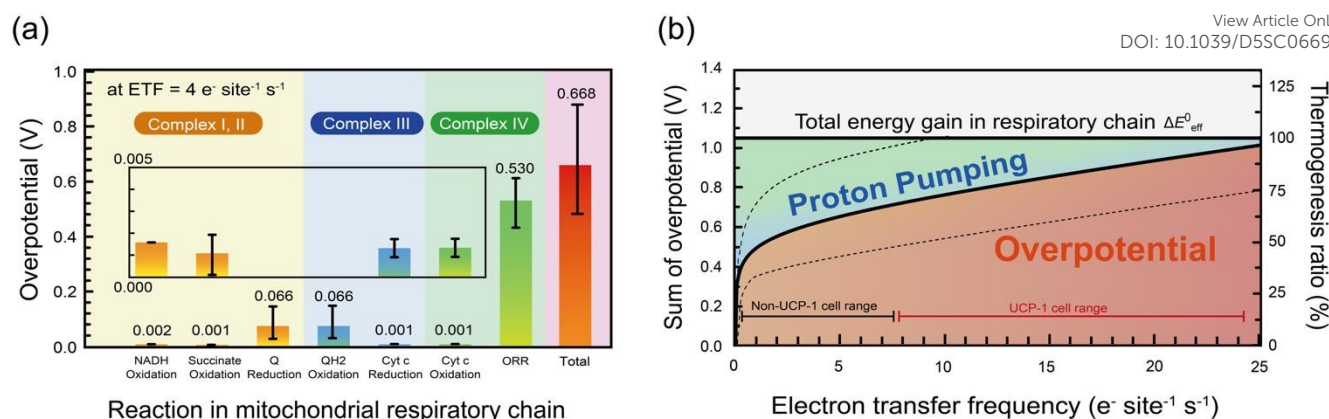 View Article Onl
DOI: 10.1039/D5SC0669
(a)
at ETF = 4 e⁻ site⁻¹ s⁻¹
Complex I, II
Complex III
Complex IV
Overpotential (V)
1.0
0.8
0.6
0.4
0.2
0.0
0.005
0.000
0.002
0.001
0.066
0.066
0.001
0.001
0.530
0.668
NADH
Oxidation
Succinate
Oxidation
Q
Reduction
QH2
Oxidation
Cyt c
Reduction
Cyt c
Oxidation
ORR
Total
Reaction in mitochondrial respiratory chain
(b)
Sum of overpotential (V)
1.4
1.2
1.0
0.8
0.6
0.4
0.2
0.0
Total energy gain in respiratory chain ΔE⁰eff
Proton Pumping
Overpotential
Non-UCP-1 cell range
UCP-1 cell range
125
100
75
50
25
0
Thermogenesis ratio (%)
0
5
10
15
20
25
Electron transfer frequency (e⁻ site⁻¹ s⁻¹)